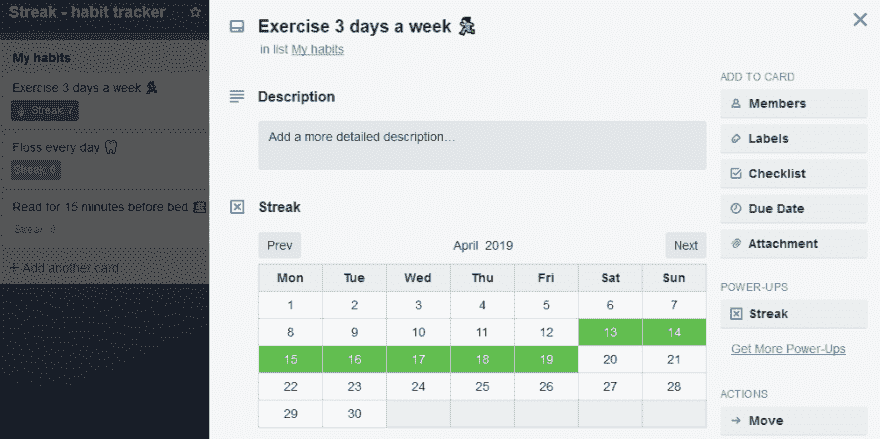 Streak - habit tracker
My habits
Exercise 3 days a week
Streak 7
Floss every day
Streak 0
Read for 15 minutes before bed
+ Add another card
Exercise 3 days a week
in list My habits
Description
Add a more detailed description…
Streak
Prev April 2019 Next
Mon Tue Wed Thu Fri Sat Sun
1 2 3 4 5 6 7
8 9 10 11 12 13 14
15 16 17 18 19 20 21
22 23 24 25 26 27 28
29 30
ADD TO CARD
Members
Labels
Checklist
Due Date
Attachment
POWER-UPS
Streak
Get More Power-Ups
ACTIONS
Move